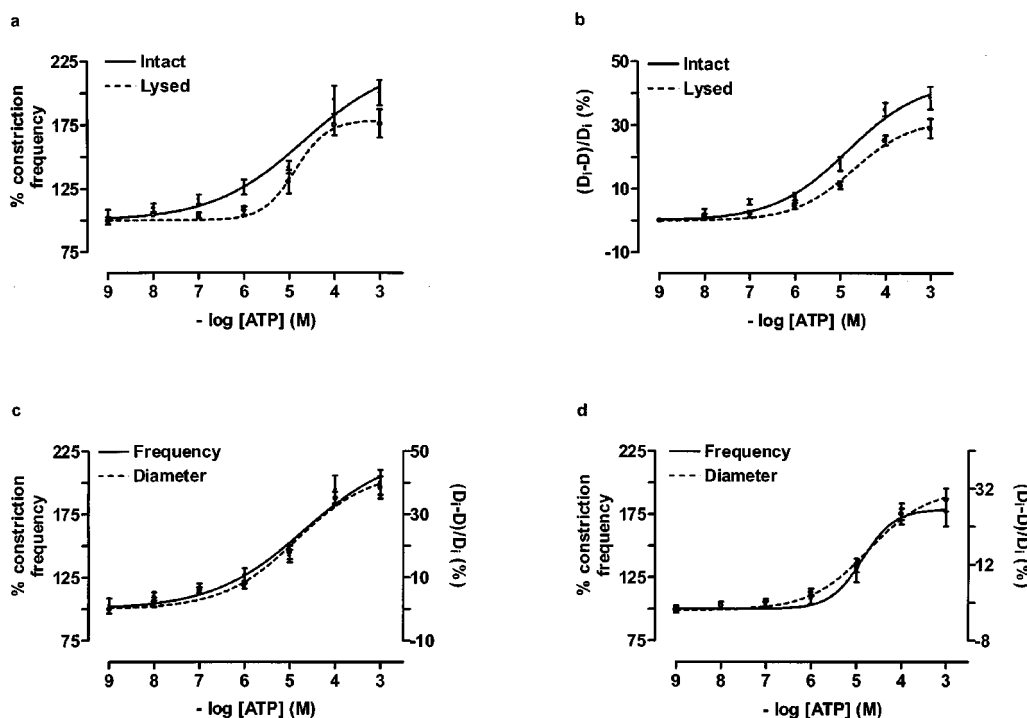 a
225
175
125
75
% constriction
frequency
Intact
Lysed
9 8 7 6 5 4 3
- log [ATP] (M)
b
50
30
10
-10
(Di-D)/Di (%)
Intact
Lysed
9 8 7 6 5 4 3
- log [ATP] (M)
c
225
175
125
75
% constriction
frequency
Frequency
Diameter
50
30
10
-10
(Di-D)/Di
(%)
9 8 7 6 5 4 3
- log [ATP] (M)
d
225
175
125
75
% constriction
frequency
Frequency
Diameter
32
12
-8
(Di-D)/Di (%)
9 8 7 6 5 4 3
- log [ATP] (M)